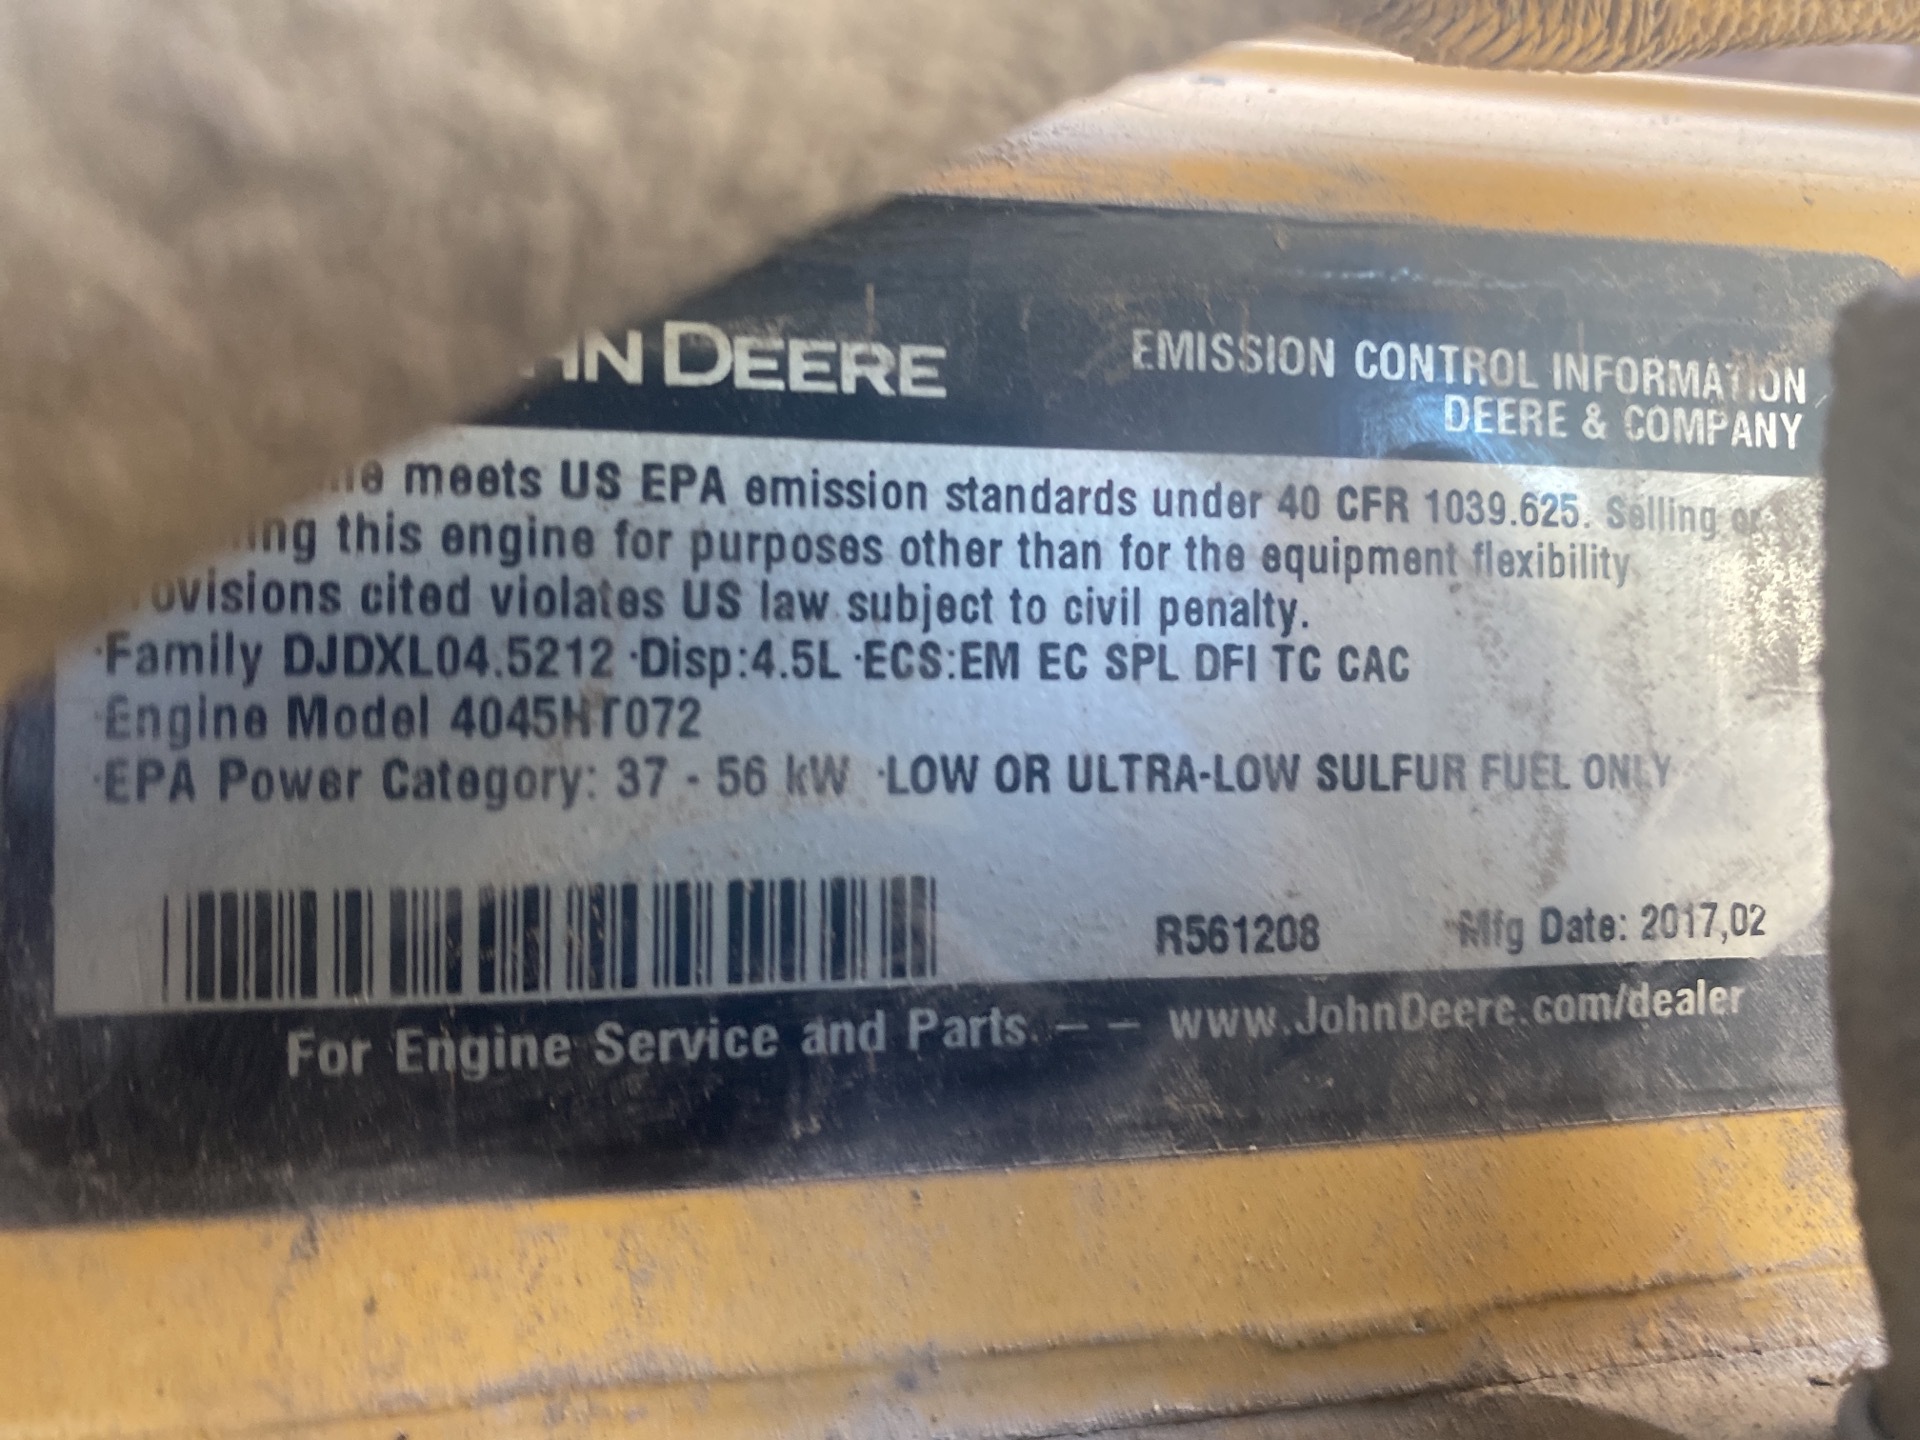 DEERE
EMISSION CONTROL INFORMATION
DEERE & COMPANY
meets US EPA emission standards under 40 CFR 1039.625. Selling or
this engine for purposes other than for the equipment flexibility
provisions cited violates US law subject to civil penalty.
·Family DJDXL04.5212 ·Disp:4.5L ·ECS:EM EC SPL DFI TC CAC
·Engine Model 4045HT072
·EPA Power Category: 37 - 56 kW ·LOW OR ULTRA-LOW SULFUR FUEL ONLY
R561208 ·Mfg Date: 2017,02
For Engine Service and Parts. – – www.JohnDeere.com/dealer